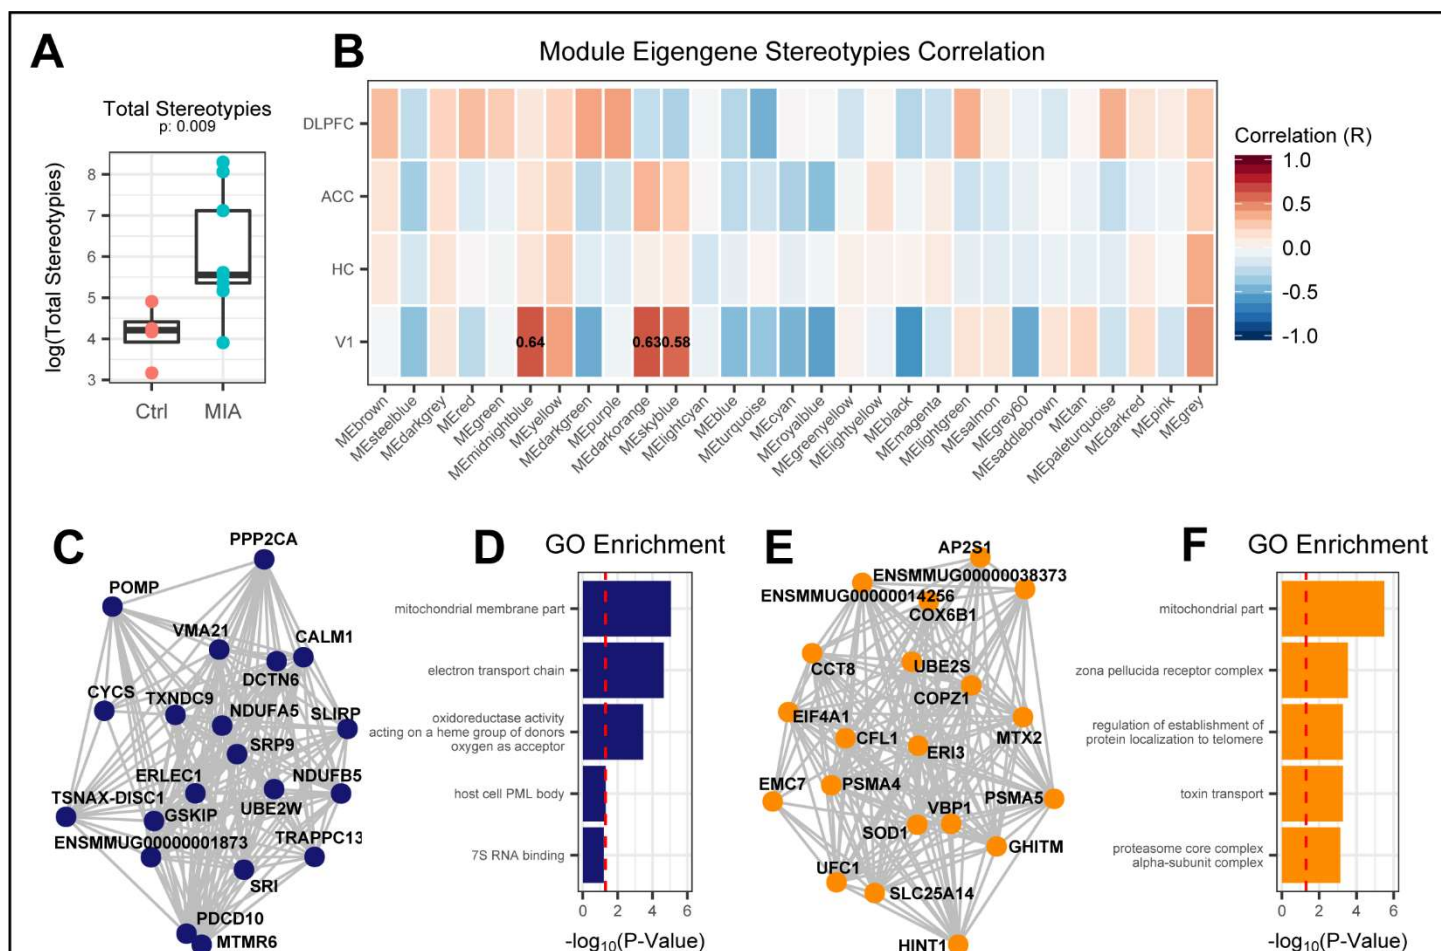 A
Total Stereotypies
p: 0.009
log(Total Stereotypies)
8
7
6
5
4
3
Ctrl
MIA
B
Module Eigengene Stereotypies Correlation
DLPFC
ACC
HC
V1
0.64
0.63
0.58
MEbrown
MEsteelblue
MEdarkgrey
MEred
MEgreen
MEmidnightblue
MEyellow
MEdarkgreen
MEpurple
MEdarkorange
MEskyblue
MElightcyan
MEblue
MEturquoise
MEcyan
MEroyalblue
MEgreenyellow
MElightyellow
MEblack
MEmagenta
MElightgreen
MEsalmon
MEgrey60
MEsaddlebrown
MEtan
MEpaleturquoise
MEdarkred
MEpink
MEgrey
Correlation (R)
1.0
0.5
0.0
-0.5
-1.0
C
PPP2CA
POMP
VMA21
CALM1
DCTN6
CYCS
TXNDC9
NDUFA5
SLIRP
SRP9
ERLEC1
NDUFB5
TSNAX-DISC1
UBE2W
GSKIP
ENSMMUG00000001873
TRAPPC13
SRI
PDCD10
MTMR6
D
GO Enrichment
mitochondrial membrane part
electron transport chain
oxidoreductase activity
acting on a heme group of donors
oxygen as acceptor
host cell PML body
7S RNA binding
0 2 4 6
-log10(P-Value)
E
AP2S1
ENSMMUG00000038373
ENSMMUG00000014256
COX6B1
CCT8
UBE2S
COPZ1
EIF4A1
CFL1
MTX2
ERI3
EMC7
PSMA4
PSMA5
VBP1
SOD1
GHITM
UFC1
SLC25A14
HINT1
F
GO Enrichment
mitochondrial part
zona pellucida receptor complex
regulation of establishment of
protein localization to telomere
toxin transport
proteasome core complex
alpha-subunit complex
0 2 4 6
-log10(P-Value)